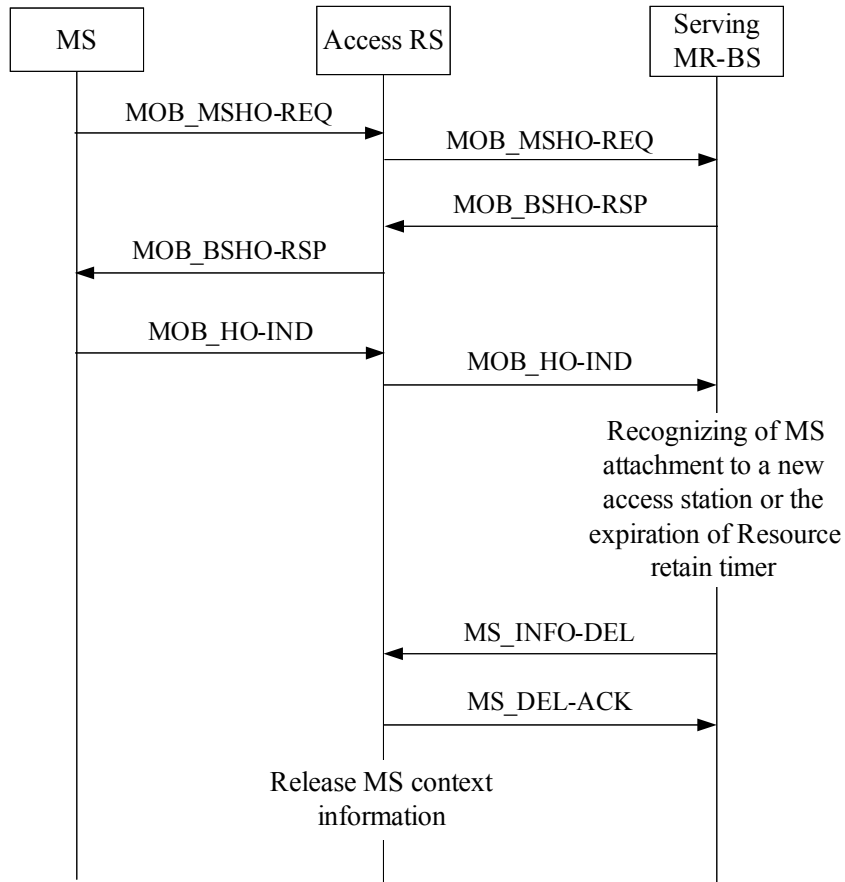 MS
Access RS
Serving
MR-BS
MOB_MSHO-REQ
MOB_MSHO-REQ
MOB_BSHO-RSP
MOB_BSHO-RSP
MOB_HO-IND
MOB_HO-IND
Recognizing of MS
attachment to a new
access station or the
expiration of Resource
retain timer
MS_INFO-DEL
MS_DEL-ACK
Release MS context
information